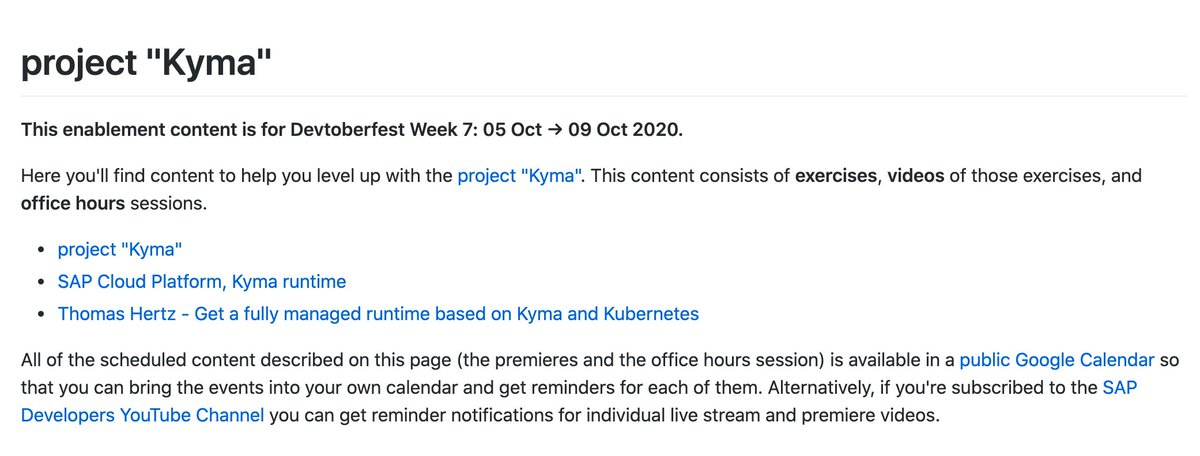 project "Kyma"
This enablement content is for Devtoberfest Week 7: 05 Oct → 09 Oct 2020.
Here you'll find content to help you level up with the project "Kyma". This content consists of exercises, videos of those exercises, and
office hours sessions.
• project "Kyma"
• SAP Cloud Platform, Kyma runtime
• Thomas Hertz - Get a fully managed runtime based on Kyma and Kubernetes
All of the scheduled content described on this page (the premieres and the office hours session) is available in a public Google Calendar so
that you can bring the events into your own calendar and get reminders for each of them. Alternatively, if you're subscribed to the SAP
Developers YouTube Channel you can get reminder notifications for individual live stream and premiere videos.